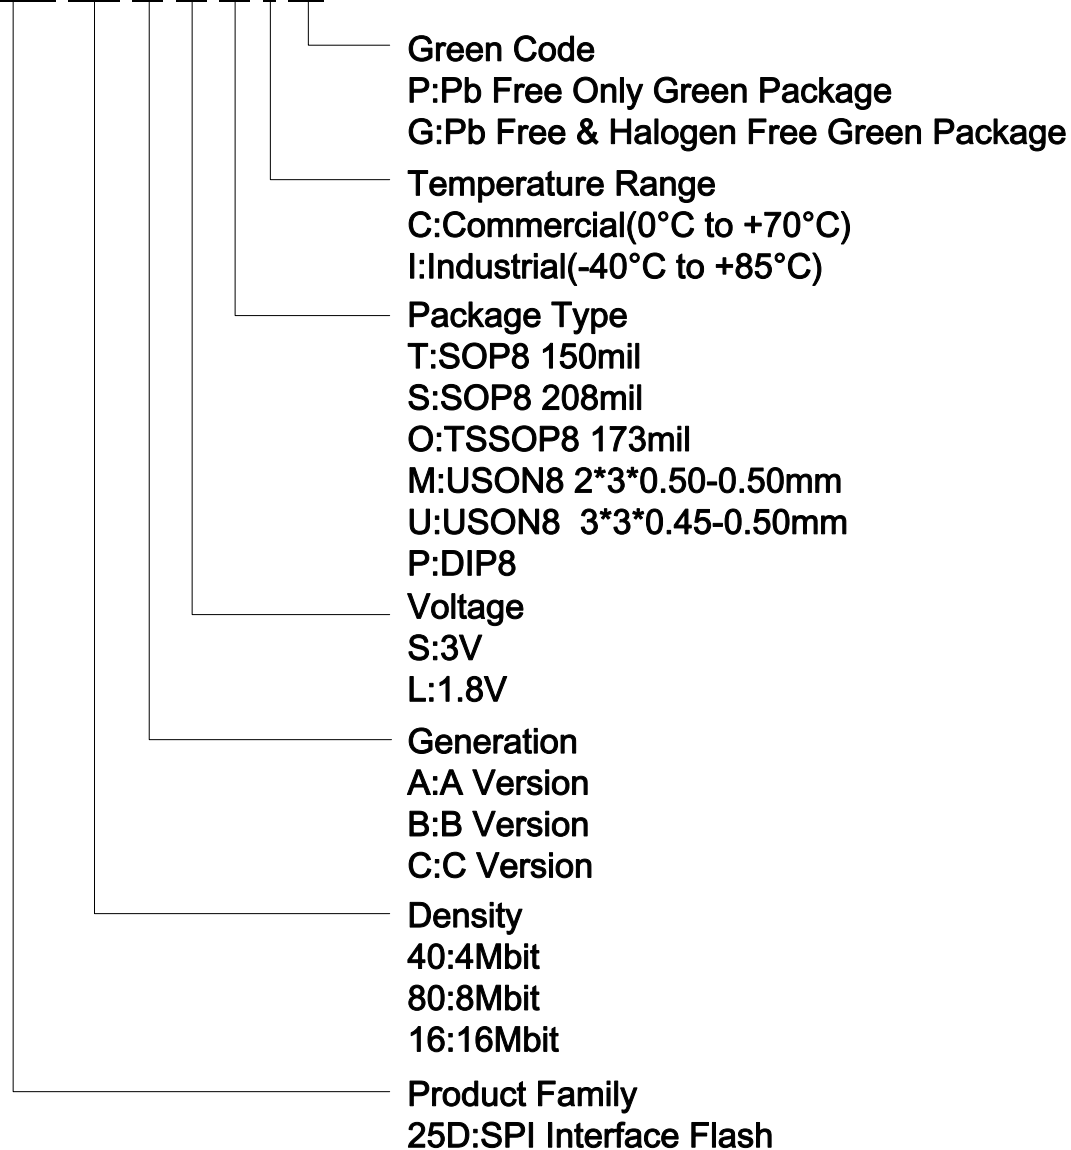 Green Code
P:Pb Free Only Green Package
G:Pb Free & Halogen Free Green Package
Temperature Range
C:Commercial(0°C to +70°C)
I:Industrial(-40°C to +85°C)
Package Type
T:SOP8 150mil
S:SOP8 208mil
O:TSSOP8 173mil
M:USON8 2*3*0.50-0.50mm
U:USON8  3*3*0.45-0.50mm
P:DIP8
Voltage
S:3V
L:1.8V
Generation
A:A Version
B:B Version
C:C Version
Density
40:4Mbit
80:8Mbit
16:16Mbit
Product Family
25D:SPI Interface Flash